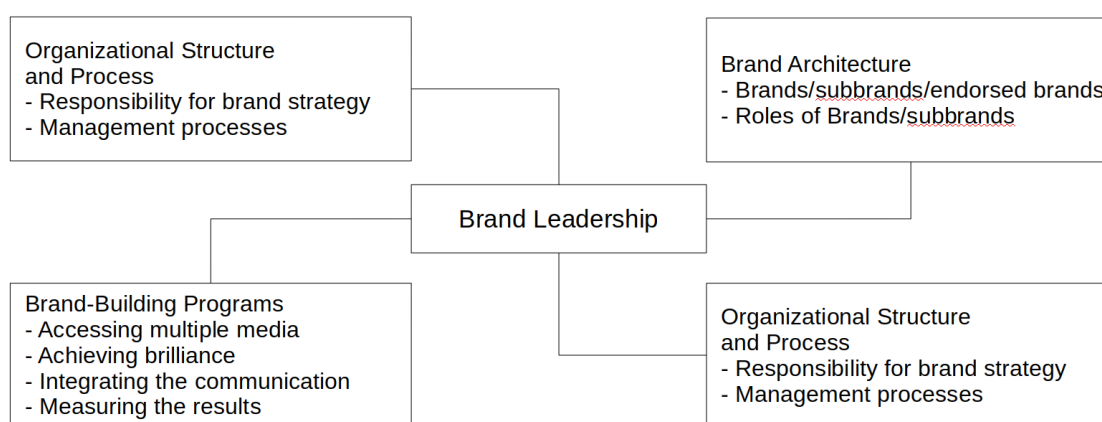 Organizational Structure
and Process
- Responsibility for brand strategy
- Management processes
Brand Architecture
- Brands/subbrands/endorsed brands
- Roles of Brands/subbrands
Brand Leadership
Brand-Building Programs
- Accessing multiple media
- Achieving brilliance
- Integrating the communication
- Measuring the results
Organizational Structure
and Process
- Responsibility for brand strategy
- Management processes